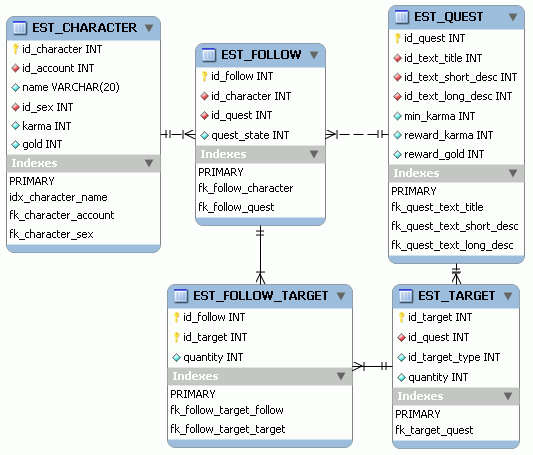 EST_CHARACTER
id_character INT
id_account INT
name VARCHAR(20)
id_sex INT
karma INT
gold INT
Indexes
PRIMARY
idx_character_name
fk_character_account
fk_character_sex
EST_FOLLOW
id_follow INT
id_character INT
id_quest INT
quest_state INT
Indexes
PRIMARY
fk_follow_character
fk_follow_quest
EST_QUEST
id_quest INT
id_text_title INT
id_text_short_desc INT
id_text_long_desc INT
min_karma INT
reward_karma INT
reward_gold INT
Indexes
PRIMARY
fk_quest_text_title
fk_quest_text_short_desc
fk_quest_text_long_desc
EST_FOLLOW_TARGET
id_follow INT
id_target INT
quantity INT
Indexes
PRIMARY
fk_follow_target_follow
fk_follow_target_target
EST_TARGET
id_target INT
id_quest INT
id_target_type INT
quantity INT
Indexes
PRIMARY
fk_target_quest